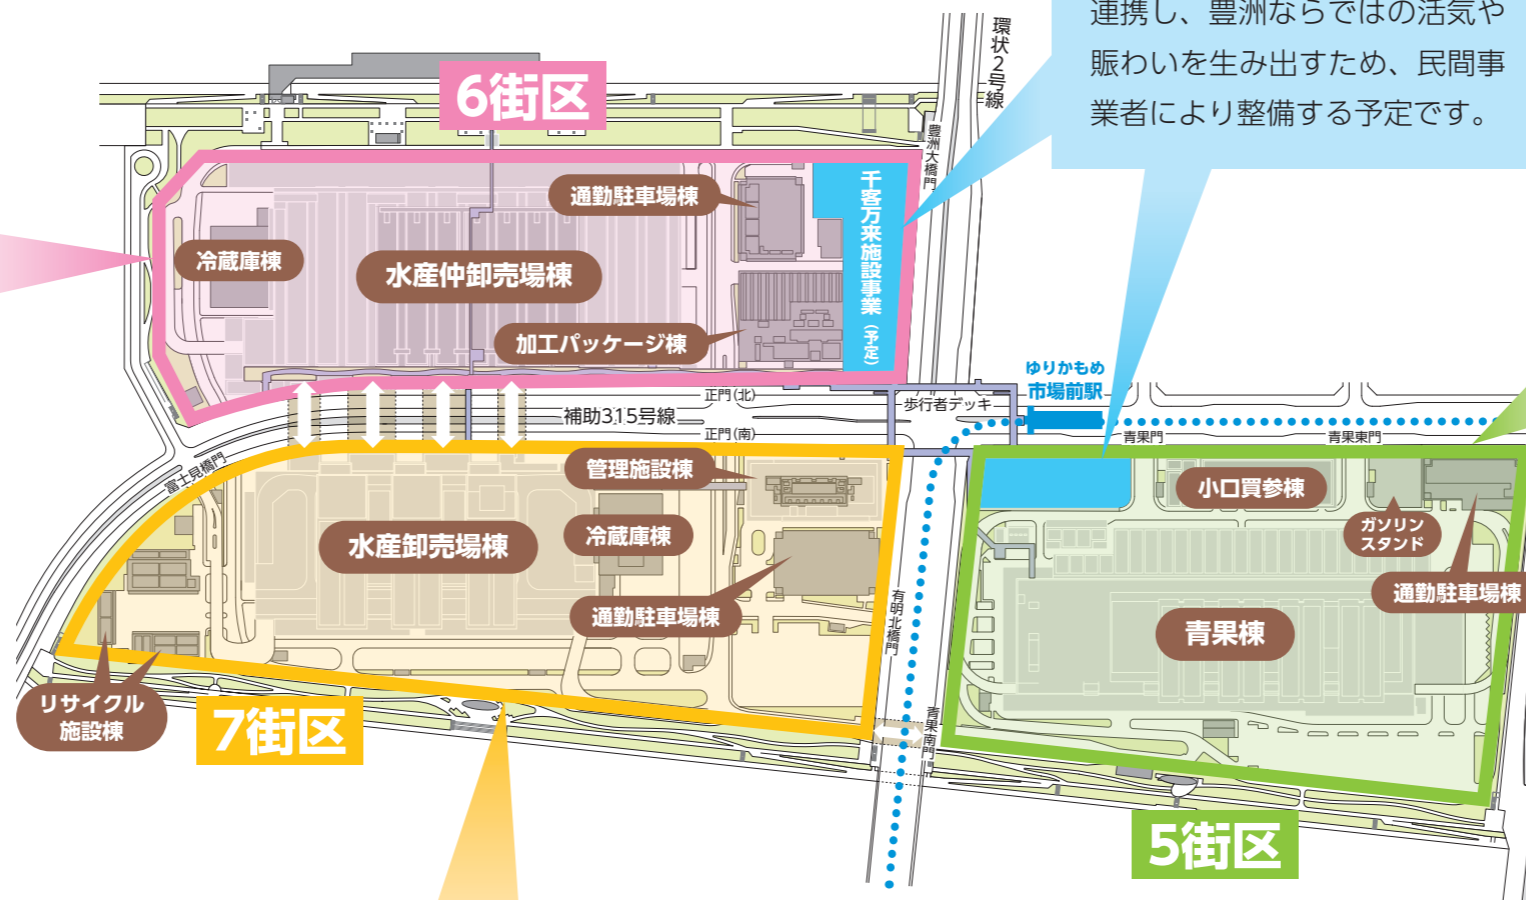 連携し、豊洲ならではの活気や
賑わいを生み出すため、民間事
業者により整備する予定です。
環状2号線
6街区
豊洲大橋門
通勤駐車場棟
千客万来施設事業（予定）
冷蔵庫棟
水産仲卸売場棟
加工パッケージ棟
ゆりかもめ
市場前駅
正門（北）
歩行者デッキ
補助315号線
正門（南）
青果門
青果東門
富士見橋門
管理施設棟
小口買参棟
冷蔵庫棟
水産卸売場棟
ガソリン
スタンド
通勤駐車場棟
通勤駐車場棟
有明北橋門
青果棟
リサイクル
施設棟
7街区
青果南門
5街区